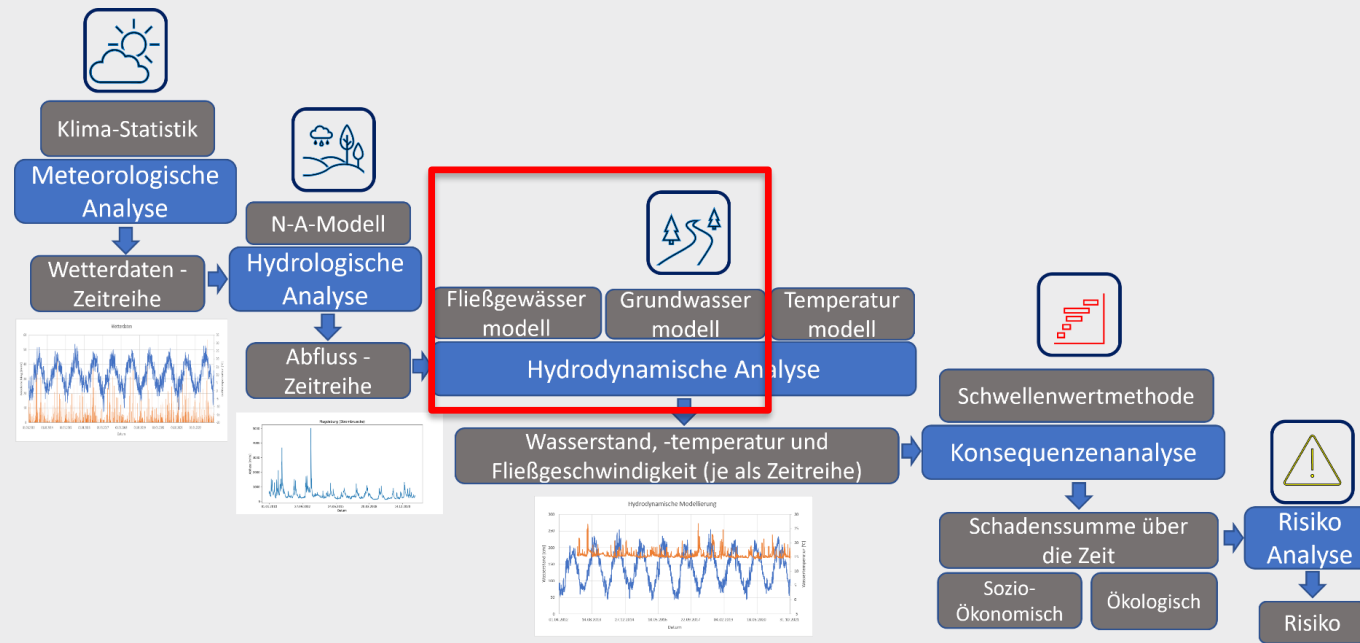 Klima-Statistik
Meteorologische
Analyse
Wetterdaten -
Zeitreihe
N-A-Modell
Hydrologische
Analyse
Abfluss -
Zeitreihe
Fließgewässer
modell
Grundwasser
modell
Temperatur
modell
Hydrodynamische Analyse
Wasserstand, -temperatur und
Fließgeschwindigkeit (je als Zeitreihe)
Hydrodynamische Modellierung
Schwellenwertmethode
Konsequenzenanalyse
Schadenssumme über
die Zeit
Sozio-
Ökonomisch
Ökologisch
Risiko
Analyse
Risiko